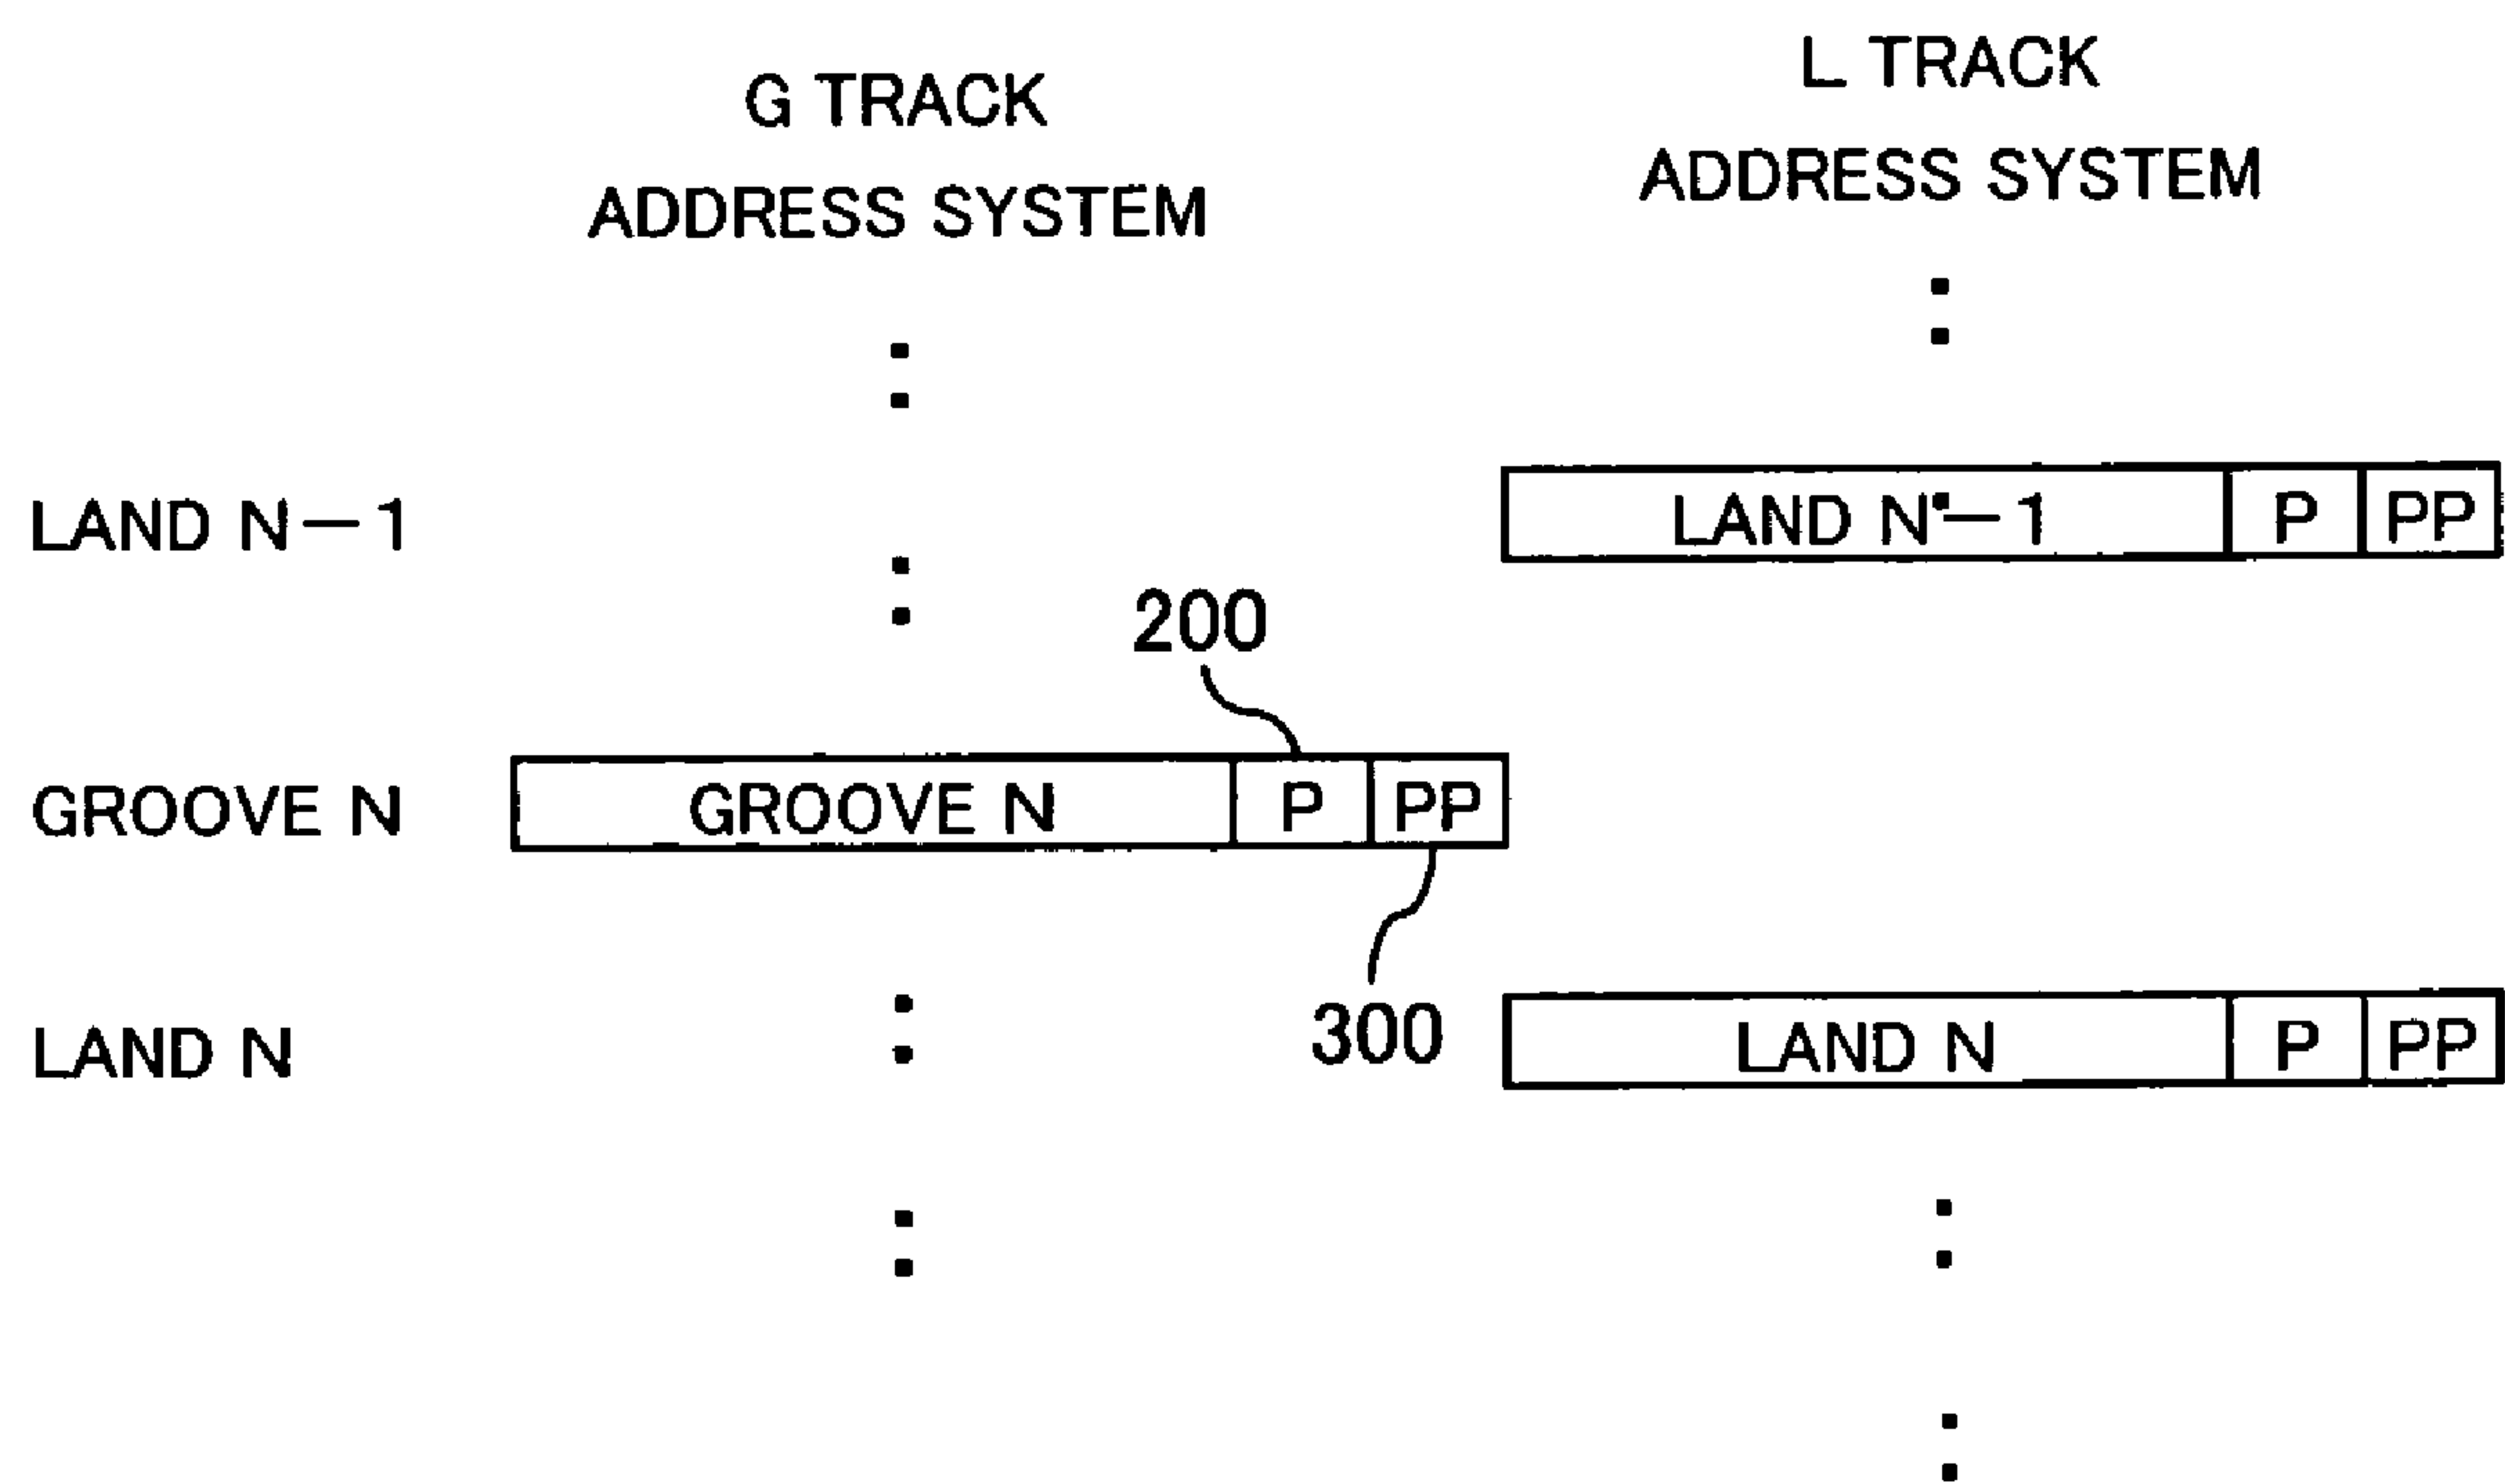 G TRACK
ADDRESS SYSTEM
L TRACK
ADDRESS SYSTEM
LAND N—1
LAND N—1 P PP
200
GROOVE N
GROOVE N P PP
300
LAND N
LAND N P PP